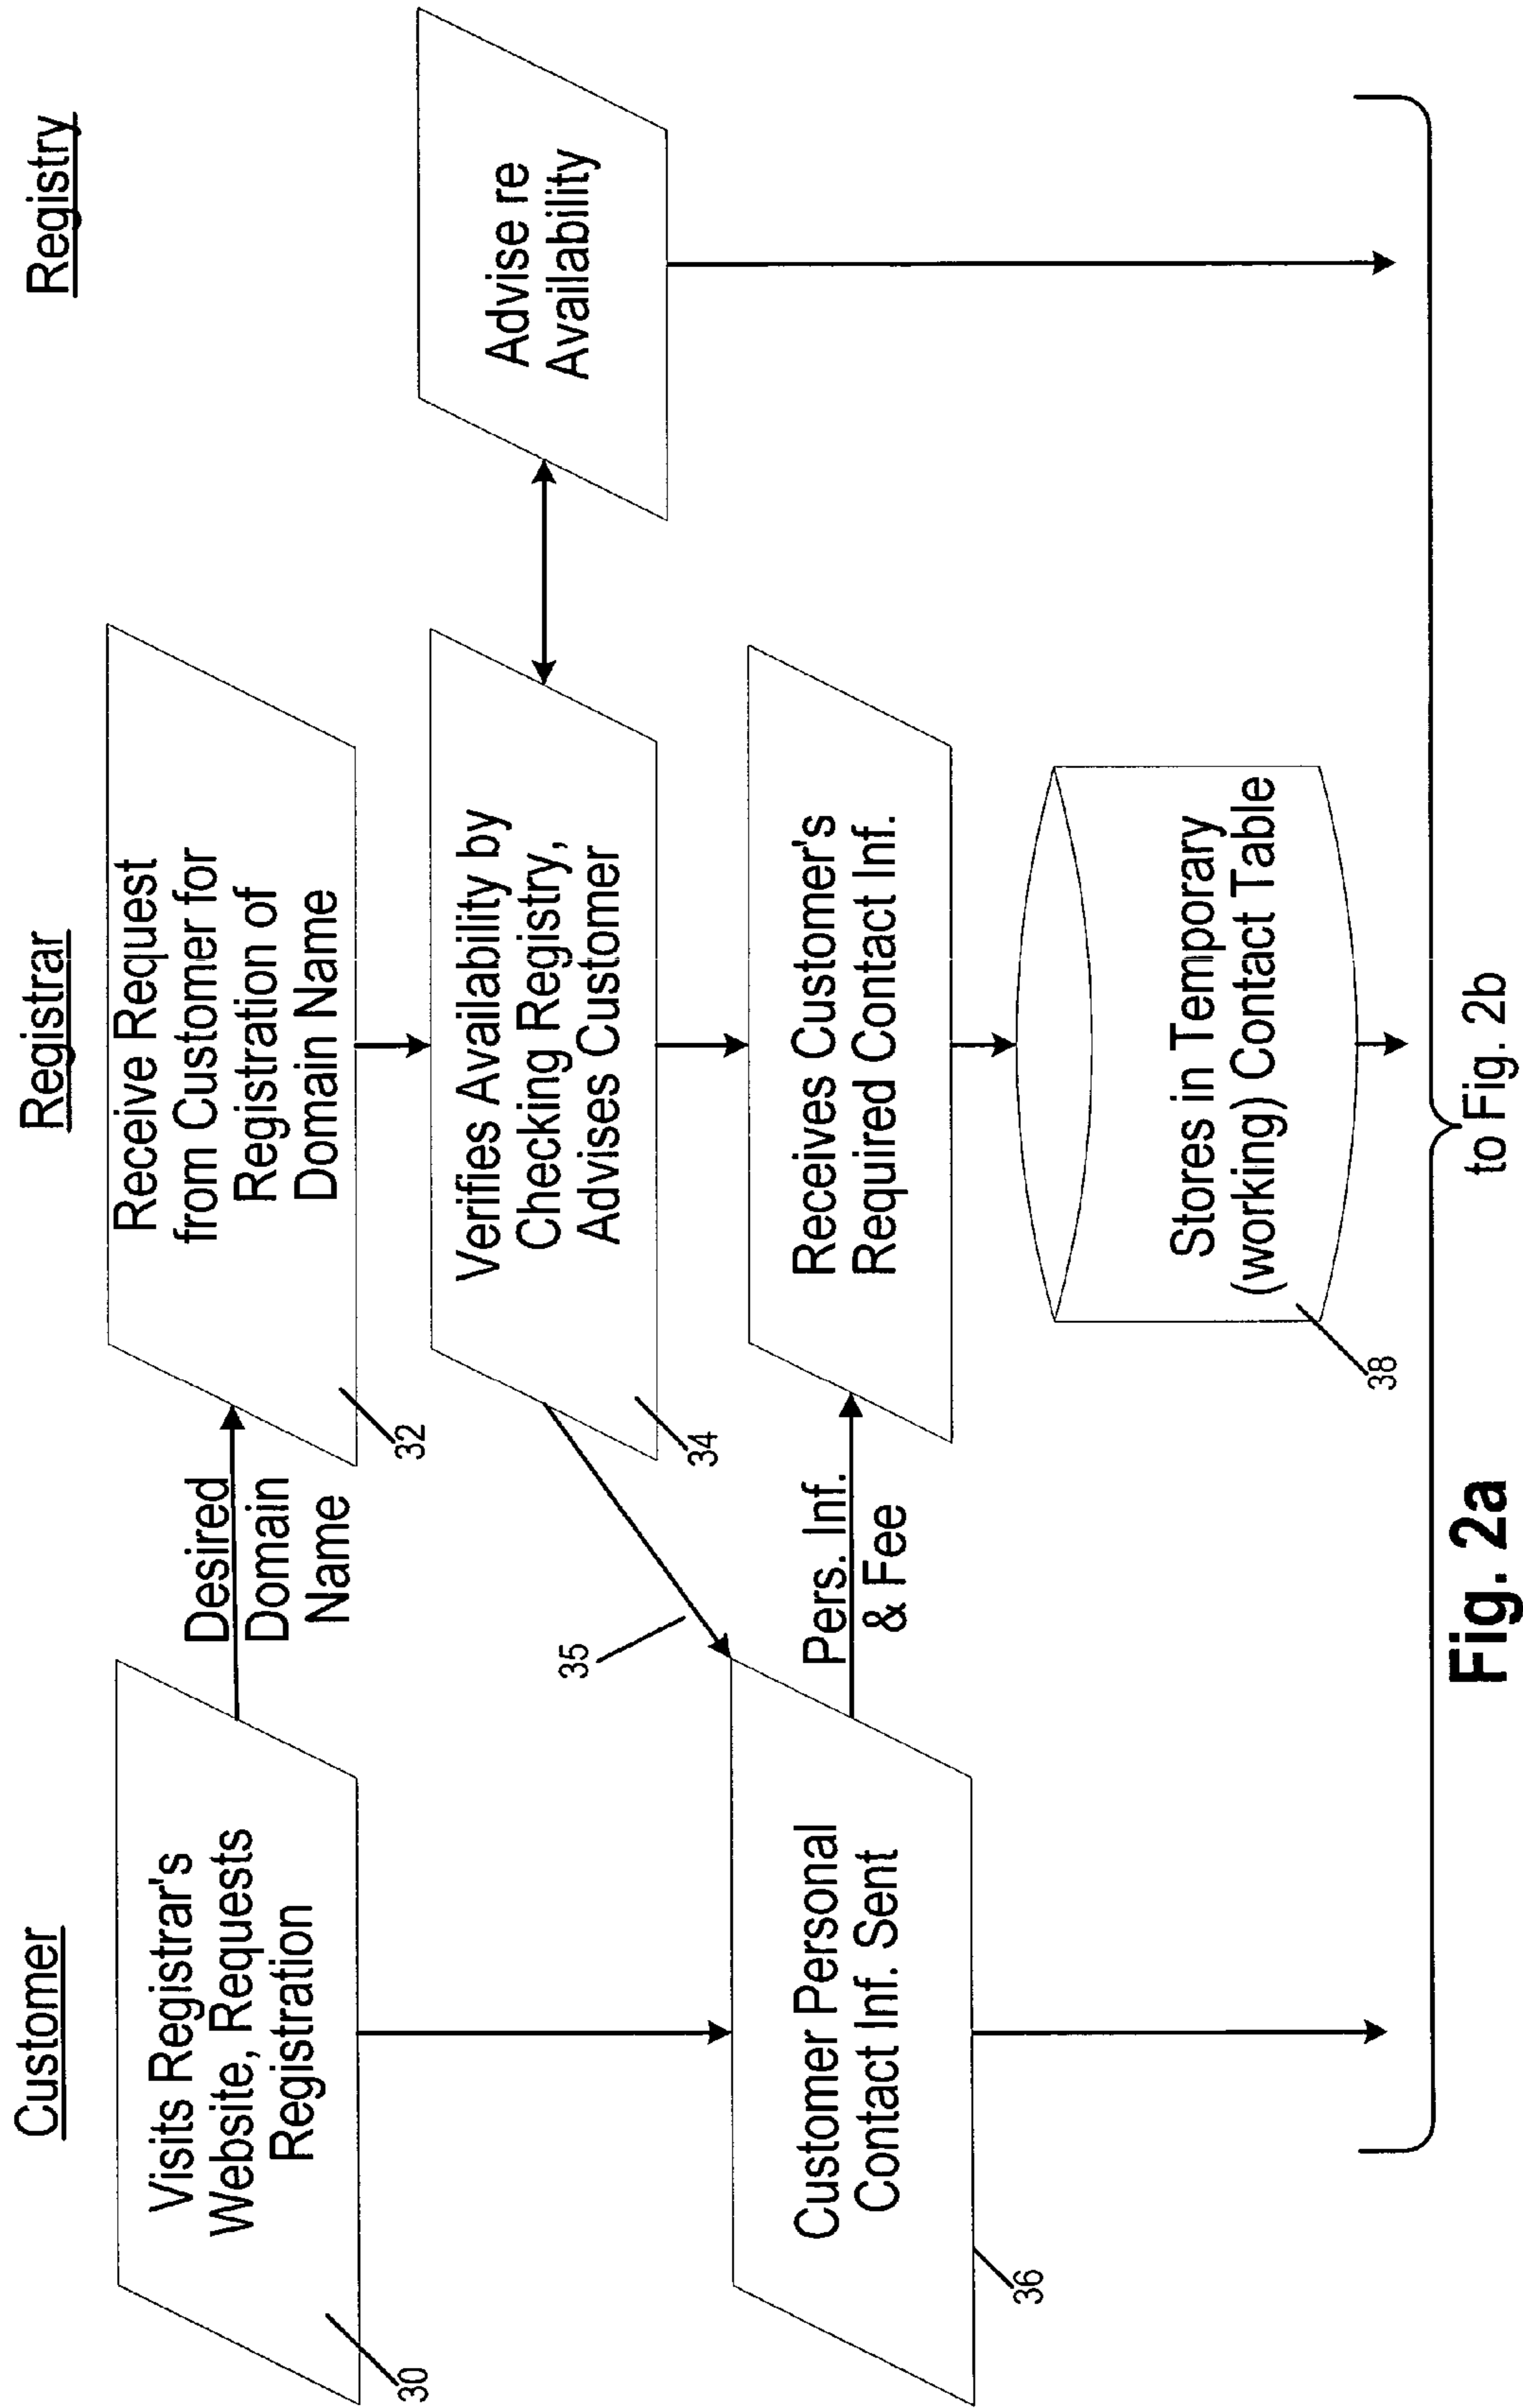 Customer
Registrar
Registry
Visits Registrar's
Website, Requests
Registration
30
Desired
Domain
Name
Receive Request
from Customer for
Registration of
Domain Name
32
Verifies Availability by
Checking Registry,
Advises Customer
34
Advise re
Availability
35
Customer Personal
Contact Inf. Sent
36
Pers. Inf.
& Fee
Receives Customer's
Required Contact Inf.
Stores in Temporary
(working) Contact Table
38
to Fig. 2b
Fig. 2a